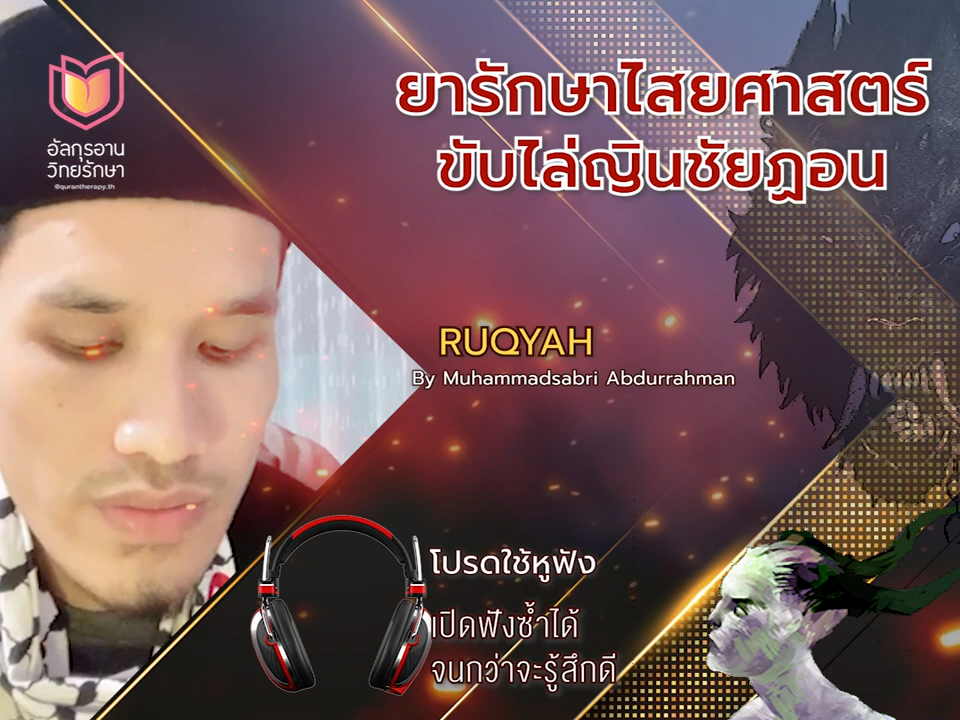 อัลกุรอาน
วิทยรักษา
@qurantherapy.th
ยารักษาไสยศาสตร์
ขับไล่ญินชัยฏอน
RUQYAH
By Muhammadsabri Abdurrahman
โปรดใช้หูฟัง
เปิดฟังซ้ำได้
จนกว่าจะรู้สึกดี